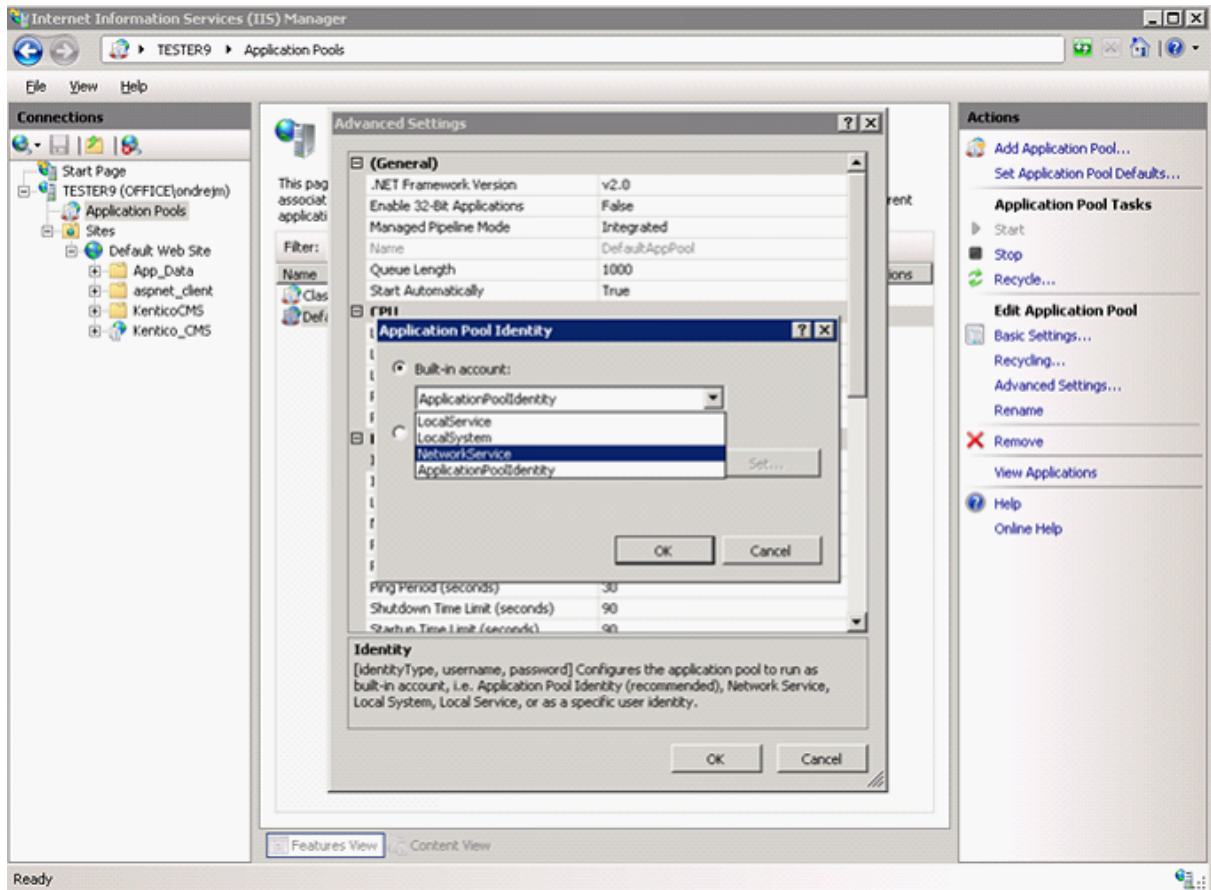 Internet Information Services (IIS) Manager
TESTER9 Application Pools
File View Help
Connections
Start Page
TESTER9 (OFFICE\ondrejm)
Application Pools
Sites
Default Web Site
App_Data
aspnet_client
KenticoCMS
Kentico_CMS
This pag
associat
applicati
rent
Filter:
Name
ions
Clas
Defa
Advanced Settings
(General)
.NET Framework Version v2.0
Enable 32-Bit Applications False
Managed Pipeline Mode Integrated
Name DefaultAppPool
Queue Length 1000
Start Automatically True
CPU
Application Pool Identity
Built-in account:
ApplicationPoolIdentity
LocalService
LocalSystem
NetworkService
ApplicationPoolIdentity
Set...
OK Cancel
Ping Period (seconds) 30
Shutdown Time Limit (seconds) 90
Startup Time Limit (seconds) 90
Identity
[identityType, username, password] Configures the application pool to run as
built-in account, i.e. Application Pool Identity (recommended), Network Service,
Local System, Local Service, or as a specific user identity.
OK Cancel
Features View Content View
Actions
Add Application Pool...
Set Application Pool Defaults...
Application Pool Tasks
Start
Stop
Recycle...
Edit Application Pool
Basic Settings...
Recycling...
Advanced Settings...
Rename
Remove
View Applications
Help
Online Help
Ready